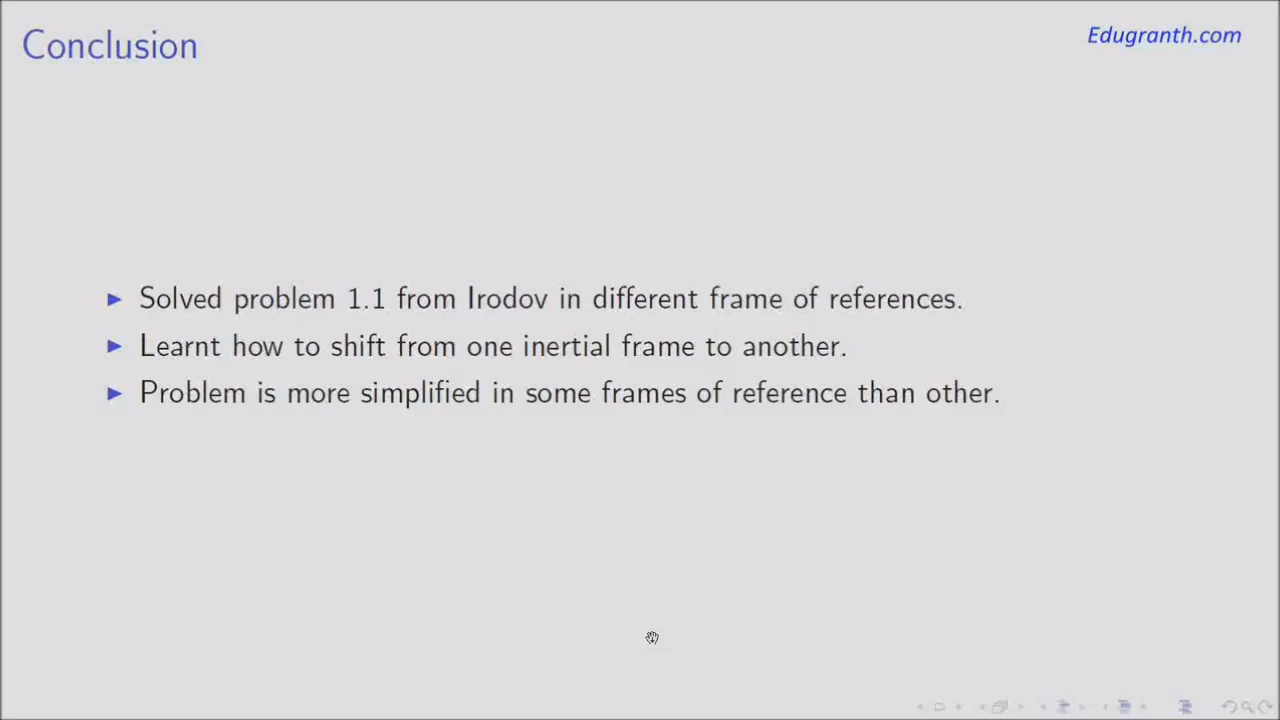 Conclusion
Edugranth.com
Solved problem 1.1 from Irodov in different frame of references.
Learnt how to shift from one inertial frame to another.
Problem is more simplified in some frames of reference than other.